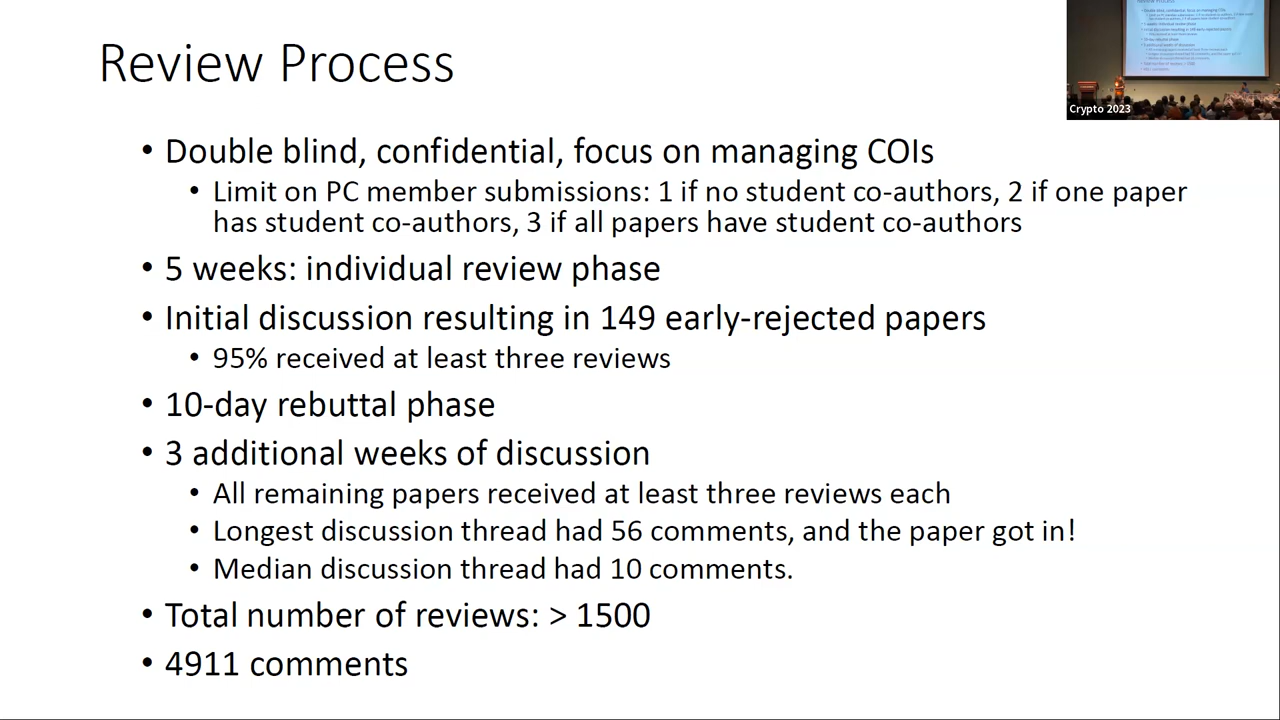 Review Process
Crypto 2023
• Double blind, confidential, focus on managing COIs
• Limit on PC member submissions: 1 if no student co-authors, 2 if one paper
has student co-authors, 3 if all papers have student co-authors
• 5 weeks: individual review phase
• Initial discussion resulting in 149 early-rejected papers
• 95% received at least three reviews
• 10-day rebuttal phase
• 3 additional weeks of discussion
• All remaining papers received at least three reviews each
• Longest discussion thread had 56 comments, and the paper got in!
• Median discussion thread had 10 comments.
• Total number of reviews: > 1500
• 4911 comments